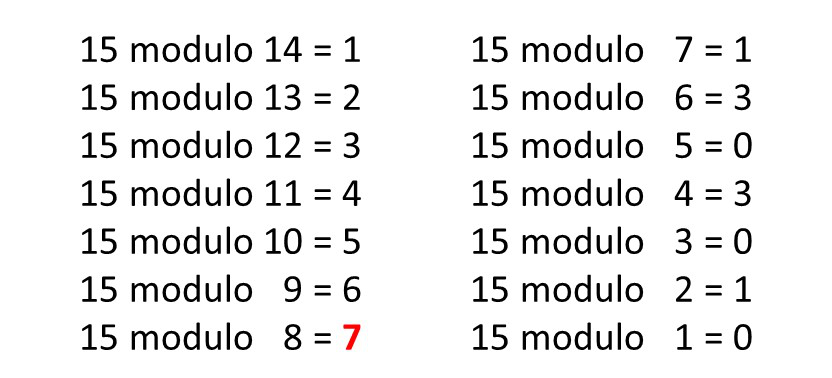 15 modulo 14 = 1
15 modulo 13 = 2
15 modulo 12 = 3
15 modulo 11 = 4
15 modulo 10 = 5
15 modulo 9 = 6
15 modulo 8 = 7
15 modulo 7 = 1
15 modulo 6 = 3
15 modulo 5 = 0
15 modulo 4 = 3
15 modulo 3 = 0
15 modulo 2 = 1
15 modulo 1 = 0